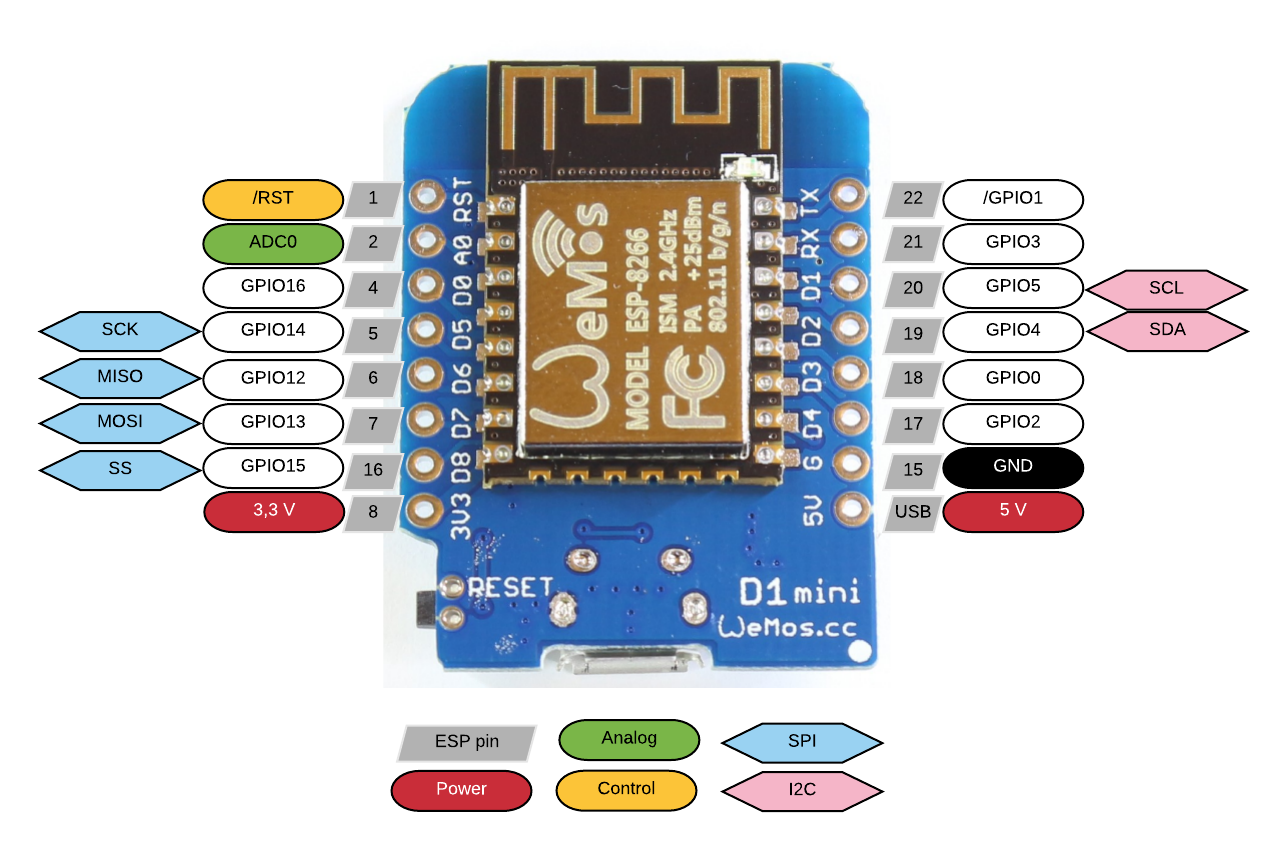 /RST 1 RST TX 22 /GPIO1
ADC0 2 A0 RX 21 GPIO3
GPIO16 4 D0 D1 20 GPIO5 SCL
SCK GPIO14 5 D5 D2 19 GPIO4 SDA
MISO GPIO12 6 D6 D3 18 GPIO0
MOSI GPIO13 7 D7 D4 17 GPIO2
SS GPIO15 16 D8 G 15 GND
3,3 V 8 3V3 5V USB 5 V
WeMos
MODEL ESP-8266
ISM 2.4GHz
PA +25dBm
802.11 b/g/n
FC
RESET
D1 mini
WeMos.cc
ESP pin Analog SPI
Power Control I2C